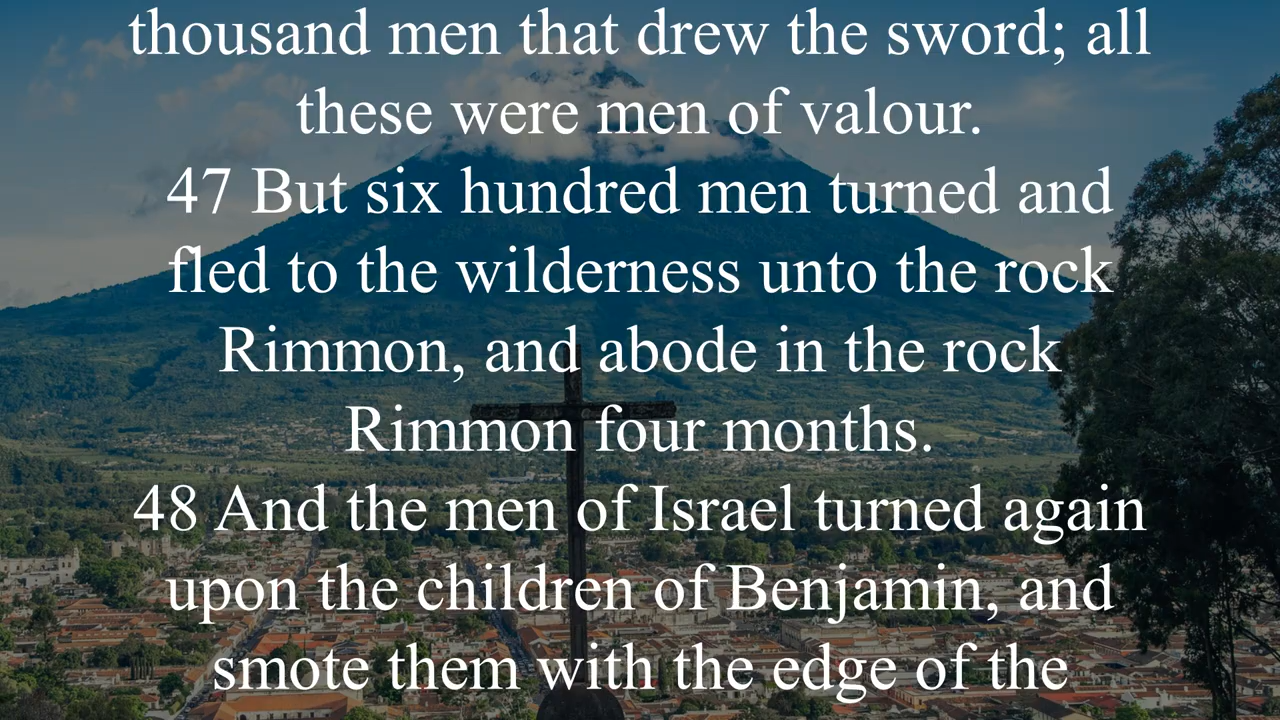 thousand men that drew the sword; all
these were men of valour.
47 But six hundred men turned and
fled to the wilderness unto the rock
Rimmon, and abode in the rock
Rimmon four months.
48 And the men of Israel turned again
upon the children of Benjamin, and
smote them with the edge of the